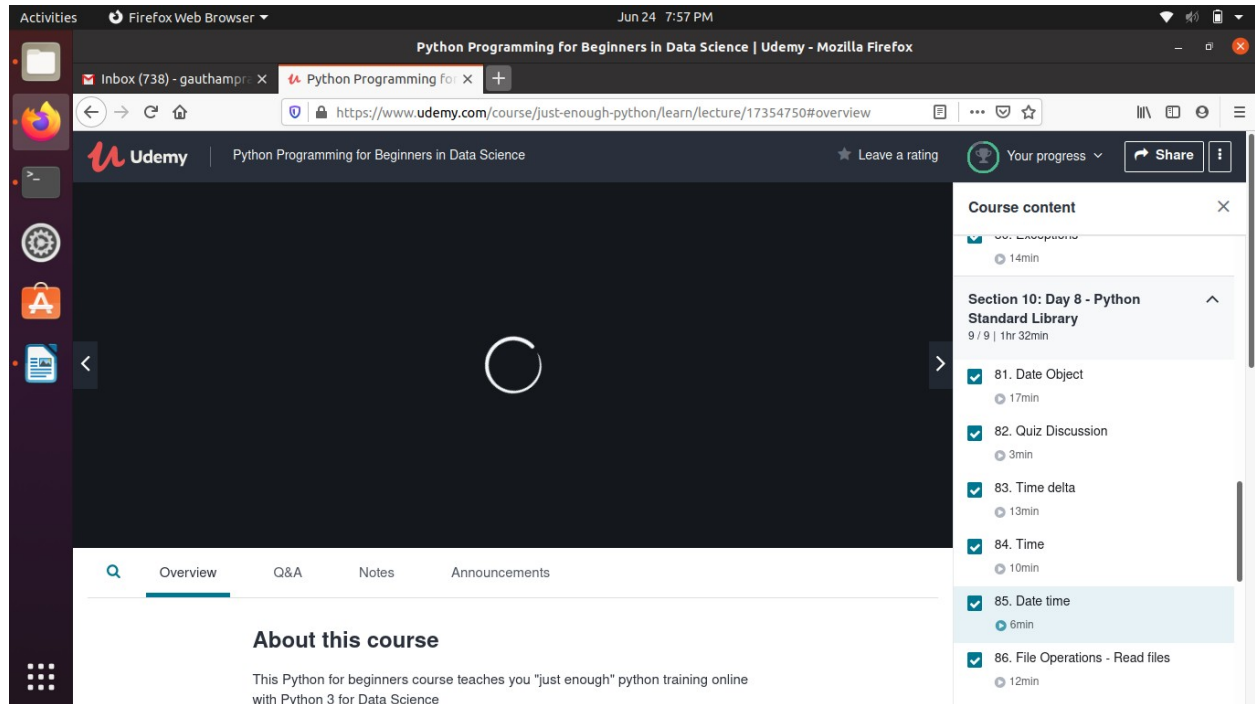 Activities
Firefox Web Browser
Jun 24 7:57 PM
Python Programming for Beginners in Data Science | Udemy - Mozilla Firefox
Inbox (738) - gauthampra
Python Programming for
https://www.udemy.com/course/just-enough-python/learn/lecture/17354750#overview
Udemy
Python Programming for Beginners in Data Science
Leave a rating
Your progress
Share
Course content
80. Exceptions
14min
Section 10: Day 8 - Python
Standard Library
9 / 9 | 1hr 32min
81. Date Object
17min
82. Quiz Discussion
3min
83. Time delta
13min
84. Time
10min
85. Date time
6min
86. File Operations - Read files
12min
Overview
Q&A
Notes
Announcements
About this course
This Python for beginners course teaches you "just enough" python training online
with Python 3 for Data Science